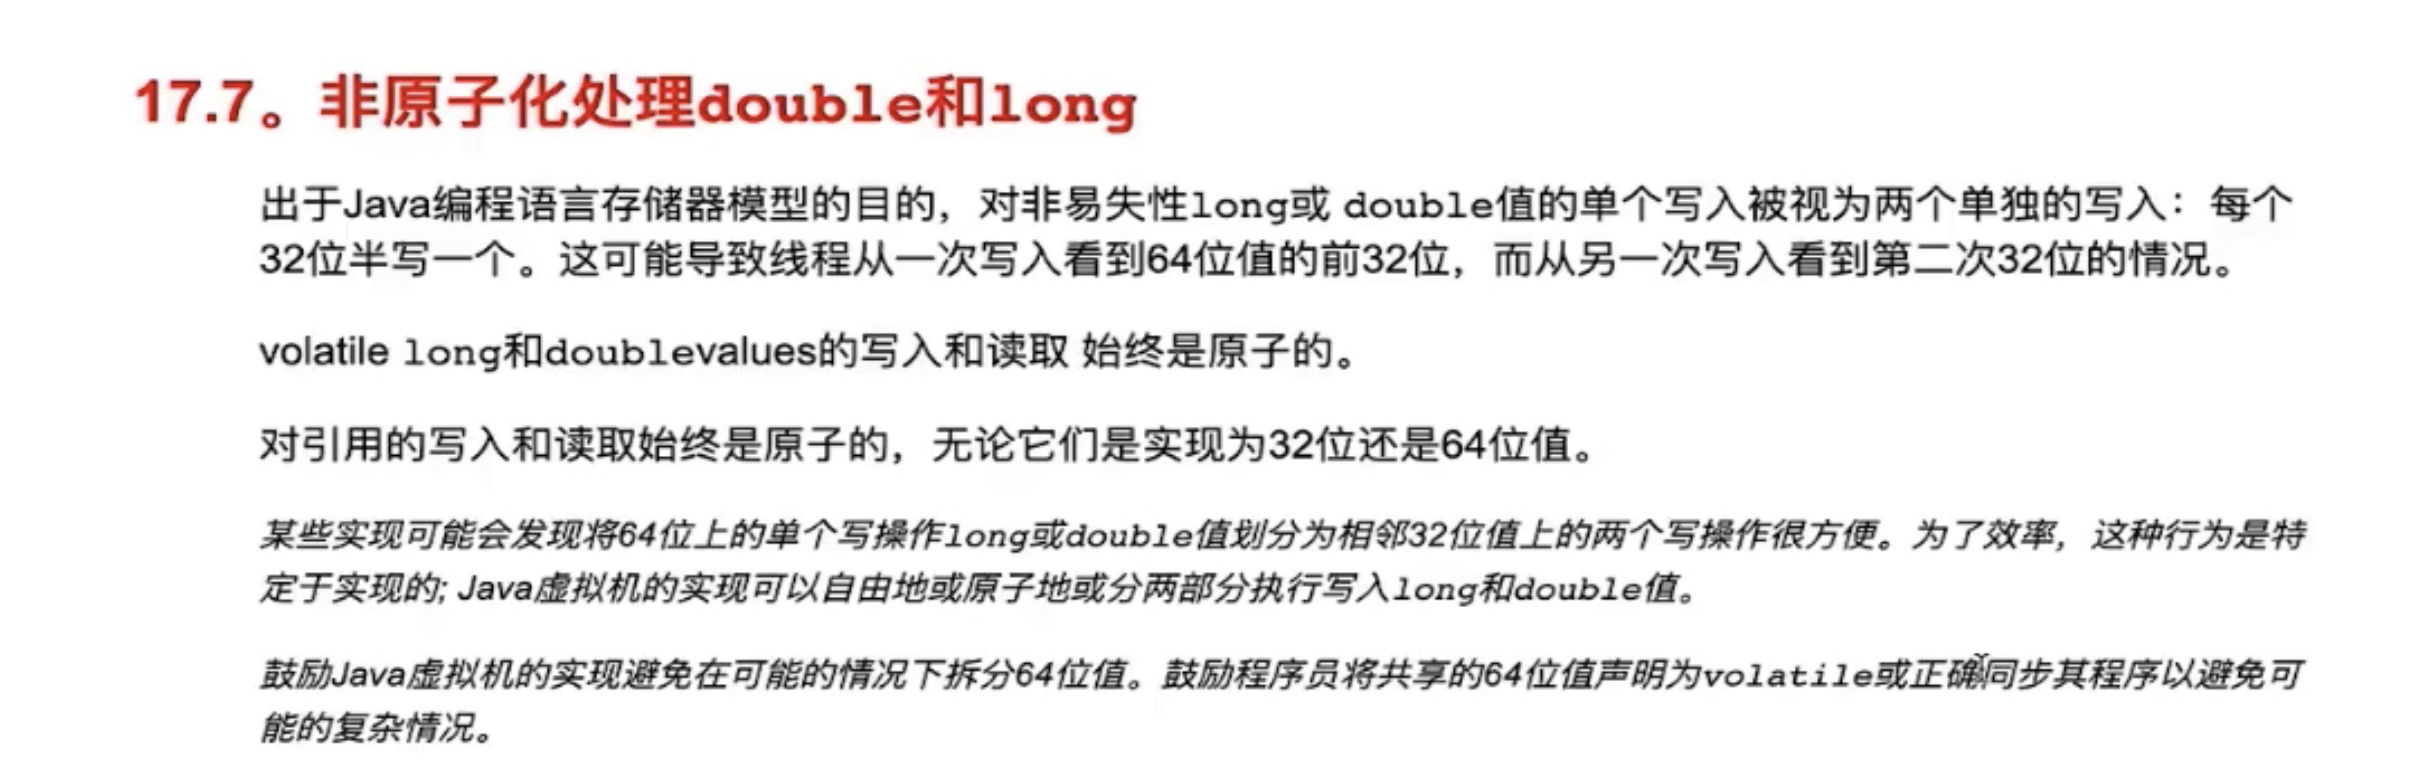 17.7。非原子化处理double和long
出于Java编程语言存储器模型的目的，对非易失性long或 double值的单个写入被视为两个单独的写入：每个
32位半写一个。这可能导致线程从一次写入看到64位值的前32位，而从另一次写入看到第二次32位的情况。
volatile long和doublevalues的写入和读取 始终是原子的。
对引用的写入和读取始终是原子的，无论它们是实现为32位还是64位值。
某些实现可能会发现将64位上的单个写操作long或double值划分为相邻32位值上的两个写操作很方便。为了效率，这种行为是特
定于实现的; Java虚拟机的实现可以自由地或原子地或分两部分执行写入long和double值。
鼓励Java虚拟机的实现避免在可能的情况下拆分64位值。鼓励程序员将共享的64位值声明为volatile或正确同步其程序以避免可
能的复杂情况。